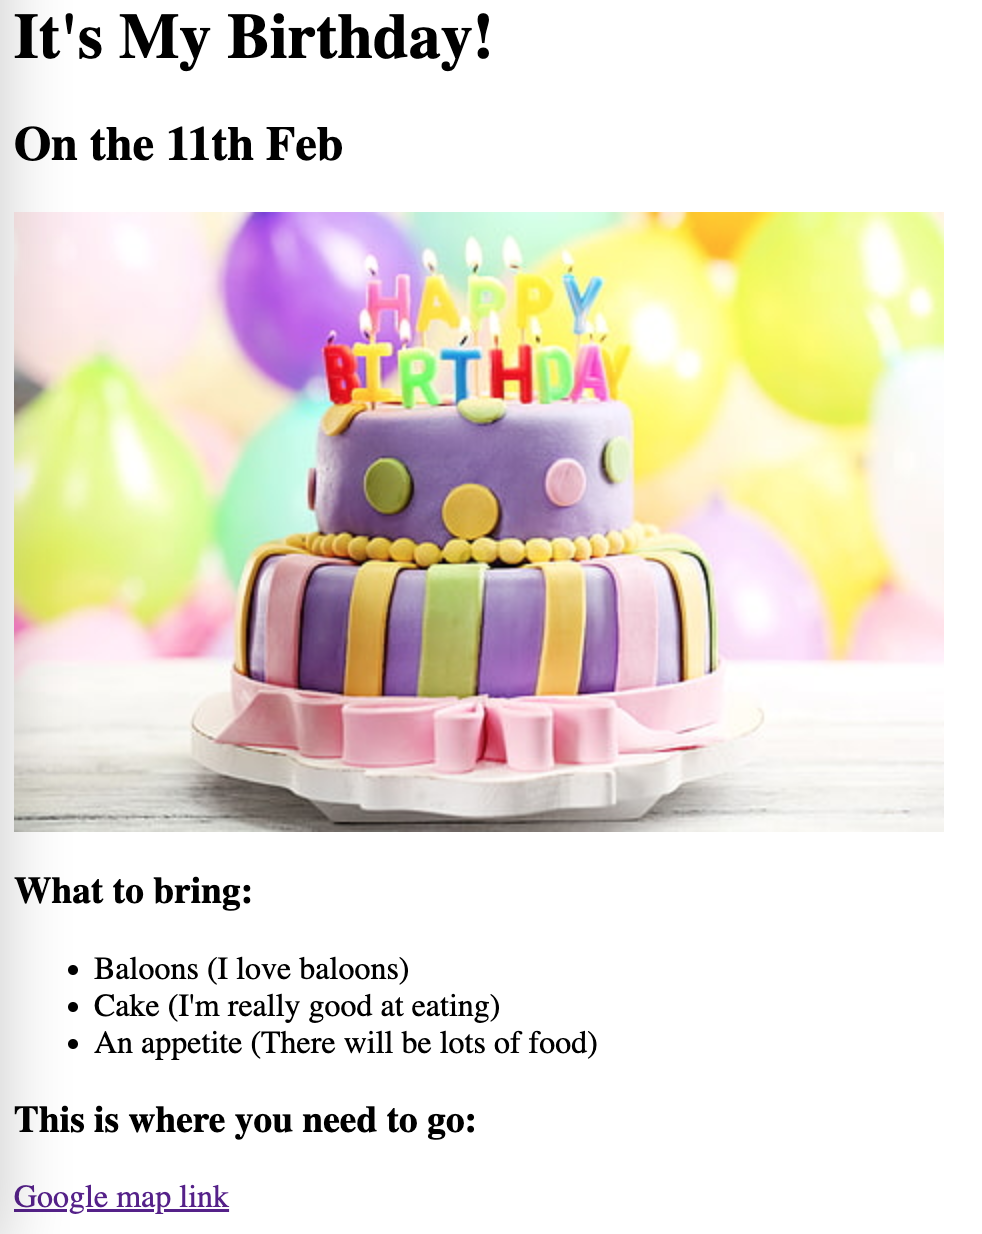 It's My Birthday!
On the 11th Feb
HAPPY
BIRTHDAY
What to bring:
Baloons (I love baloons)
Cake (I'm really good at eating)
An appetite (There will be lots of food)
This is where you need to go:
Google map link